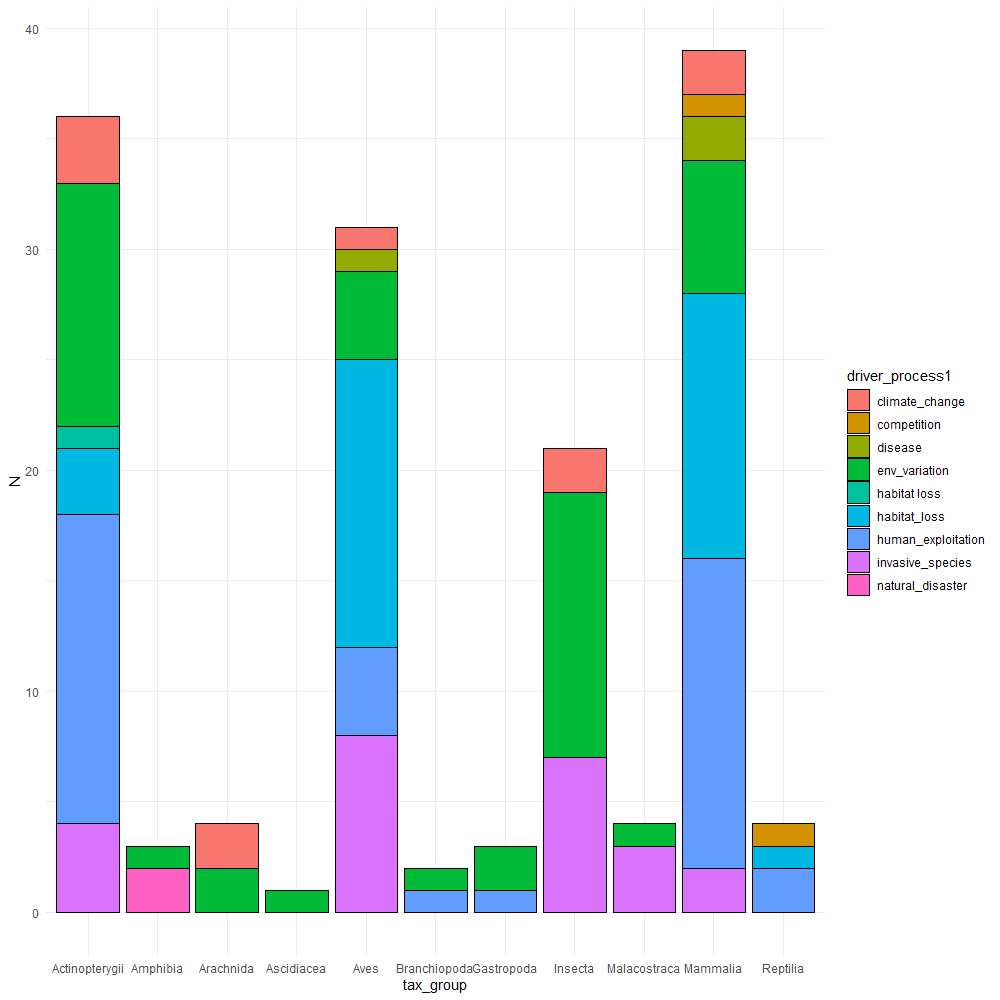 40
30
20
10
0
N
Actinopterygii Amphibia Arachnida Ascidiacea Aves Branchiopoda Gastropoda Insecta Malacostraca Mammalia Reptilia
tax_group
driver_process1
climate_change
competition
disease
env_variation
habitat loss
habitat_loss
human_exploitation
invasive_species
natural_disaster